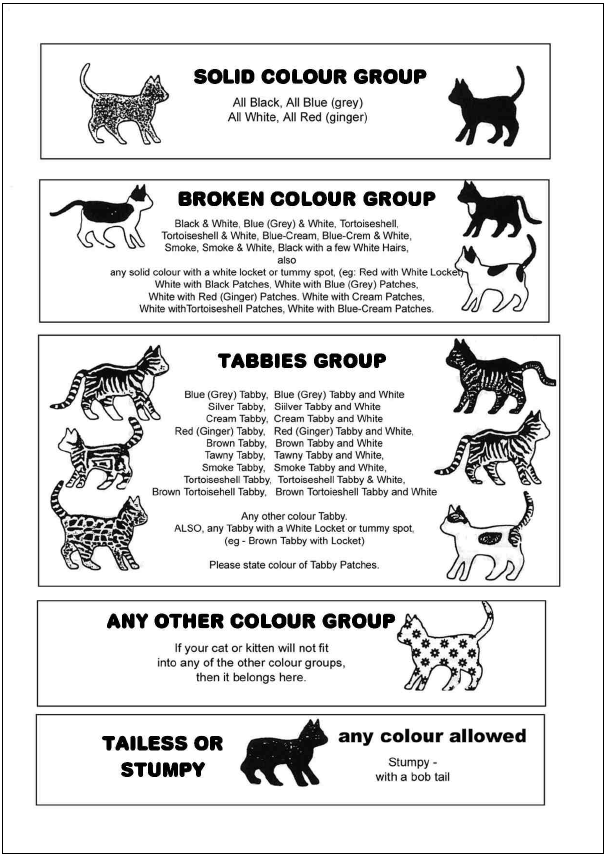 SOLID COLOUR GROUP
All Black, All Blue (grey)
All White, All Red (ginger)
BROKEN COLOUR GROUP
Black & White, Blue (Grey) & White, Tortoiseshell,
Tortoiseshell & White, Blue-Cream, Blue-Crem & White,
Smoke, Smoke & White, Black with a few White Hairs,
also
any solid colour with a white locket or tummy spot, (eg: Red with White Locket)
White with Black Patches, White with Blue (Grey) Patches,
White with Red (Ginger) Patches. White with Cream Patches,
White withTortoiseshell Patches, White with Blue-Cream Patches.
TABBIES GROUP
Blue (Grey) Tabby, Blue (Grey) Tabby and White
Silver Tabby, Siilver Tabby and White
Cream Tabby, Cream Tabby and White
Red (Ginger) Tabby, Red (Ginger) Tabby and White,
Brown Tabby, Brown Tabby and White
Tawny Tabby, Tawny Tabby and White,
Smoke Tabby, Smoke Tabby and White,
Tortoiseshell Tabby, Tortoiseshell Tabby & White,
Brown Tortoisehell Tabby, Brown Tortoieshell Tabby and White
Any other colour Tabby.
ALSO, any Tabby with a White Locket or tummy spot,
(eg - Brown Tabby with Locket)
Please state colour of Tabby Patches.
ANY OTHER COLOUR GROUP
If your cat or kitten will not fit
into any of the other colour groups,
then it belongs here.
TAILESS OR
STUMPY
any colour allowed
Stumpy -
with a bob tail